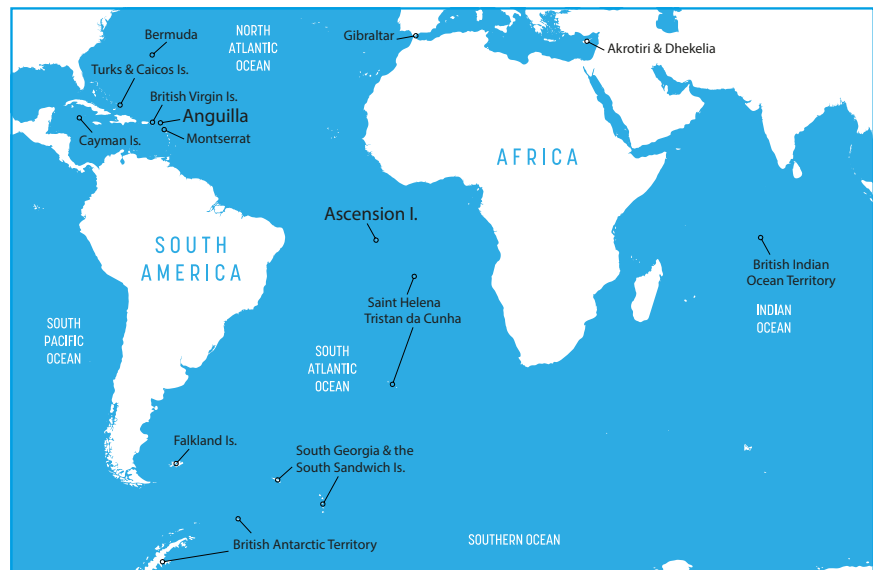 Bermuda
NORTH
ATLANTIC
OCEAN
Gibraltar
Akrotiri & Dhekelia
Turks & Caicos Is.
British Virgin Is.
Anguilla
Cayman Is.
Montserrat
AFRICA
Ascension I.
SOUTH
AMERICA
British Indian
Ocean Territory
Saint Helena
Tristan da Cunha
INDIAN
OCEAN
SOUTH
PACIFIC
OCEAN
SOUTH
ATLANTIC
OCEAN
Falkland Is.
South Georgia & the
South Sandwich Is.
British Antarctic Territory
SOUTHERN OCEAN